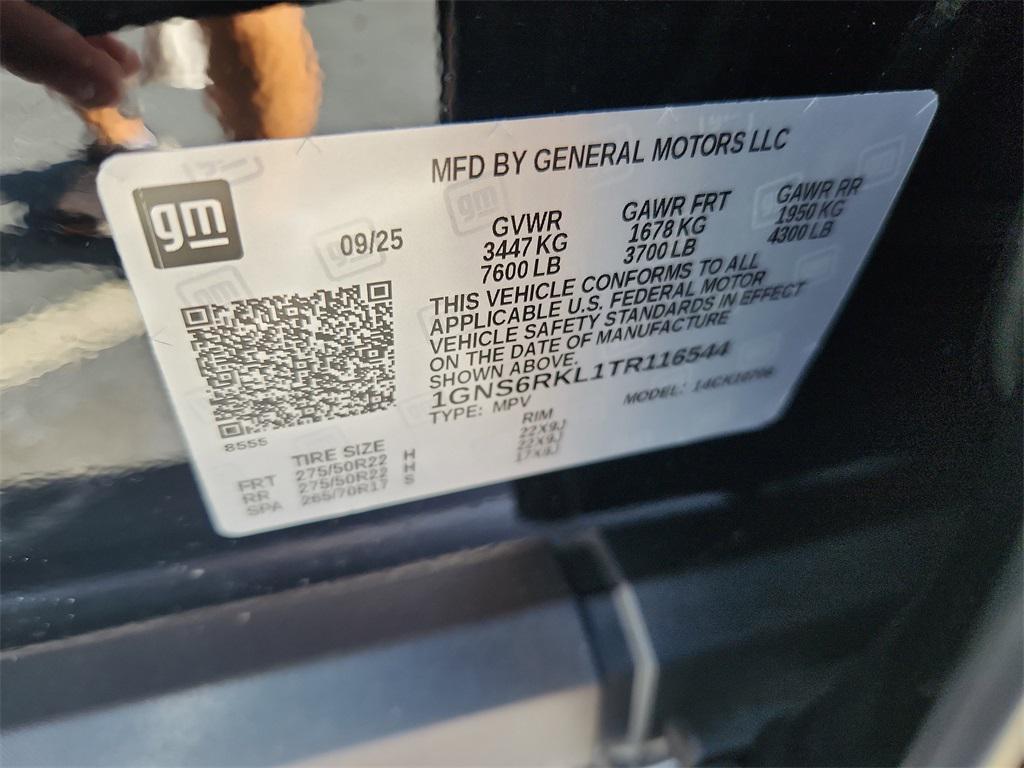 MFD BY GENERAL MOTORS LLC
gm
09/25
GVWR GAWR FRT GAWR RR
3447 KG 1678 KG 1950 KG
7600 LB 3700 LB 4300 LB
THIS VEHICLE CONFORMS TO ALL
APPLICABLE U.S. FEDERAL MOTOR
VEHICLE SAFETY STANDARDS IN EFFECT
ON THE DATE OF MANUFACTURE
SHOWN ABOVE.
1GNS6RKL1TR116544
TYPE: MPV MODEL:
8555
TIRE SIZE RIM
FRT 275/50R22 H 22X9J
RR 275/50R22 H 22X9J
SPA 265/70R17 S 17X8J